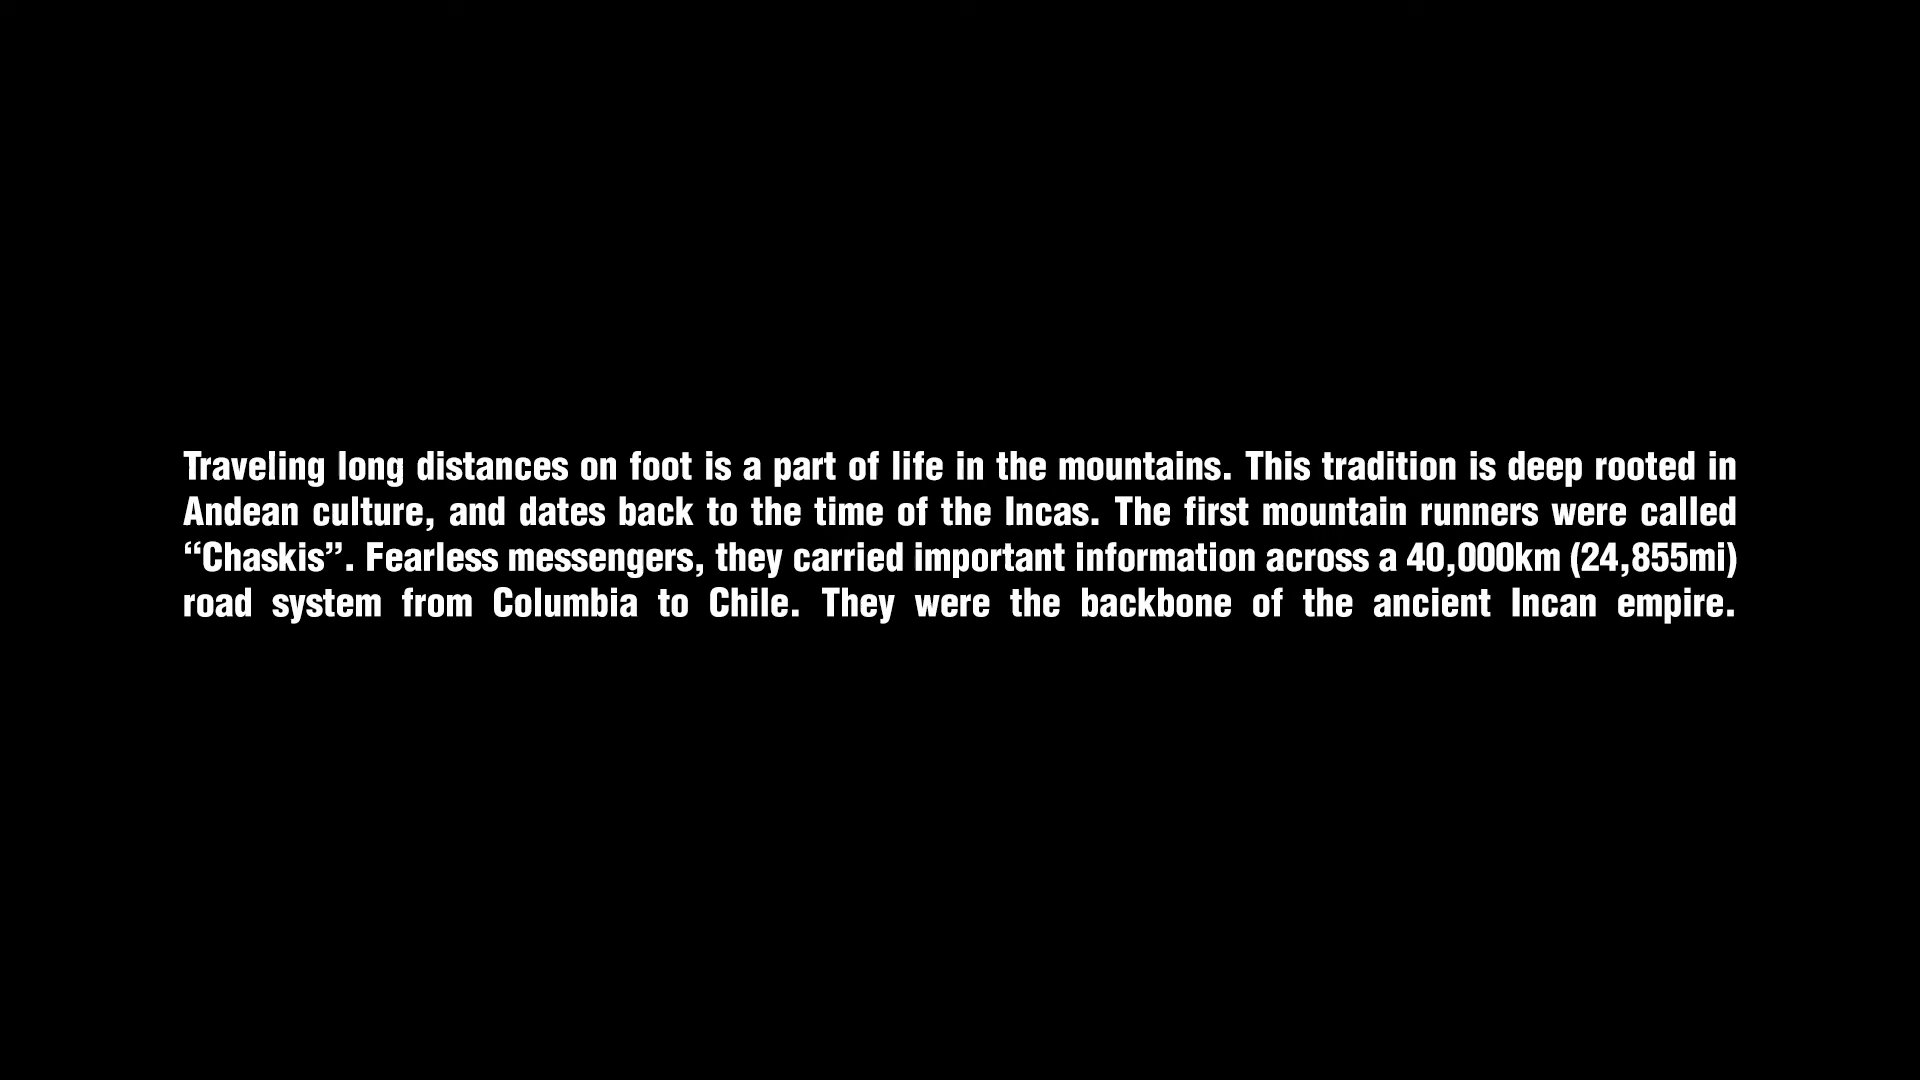 Traveling long distances on foot is a part of life in the mountains. This tradition is deep rooted in
Andean culture, and dates back to the time of the Incas. The first mountain runners were called
“Chaskis”. Fearless messengers, they carried important information across a 40,000km (24,855mi)
road system from Columbia to Chile. They were the backbone of the ancient Incan empire.